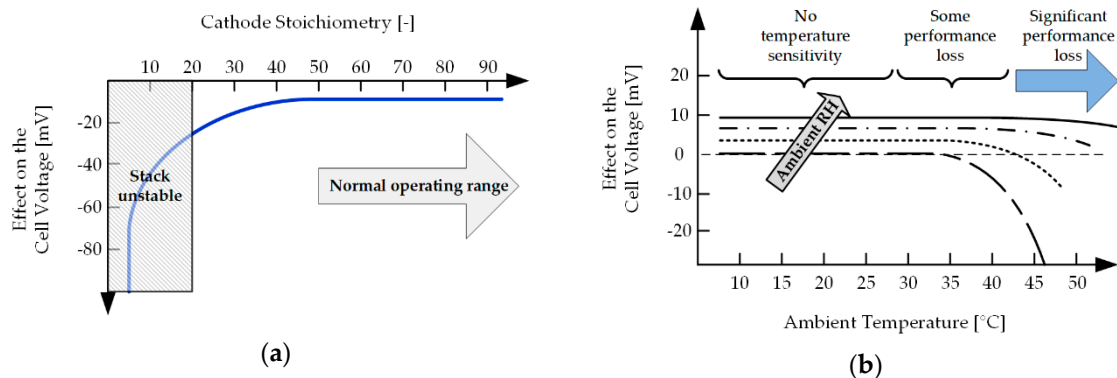 Cathode Stoichiometry [-]
10 20 30 40 50 60 70 80 90
Effect on the
Cell Voltage [mV]
-20
-40
-60
-80
Stack
unstable
Normal operating range
(a)
No
temperature
sensitivity
Some
performance
loss
Significant
performance
loss
Effect on the
Cell Voltage [mV]
20
10
0
-10
-20
Ambient RH
10 15 20 25 30 35 40 45 50
Ambient Temperature [°C]
(b)